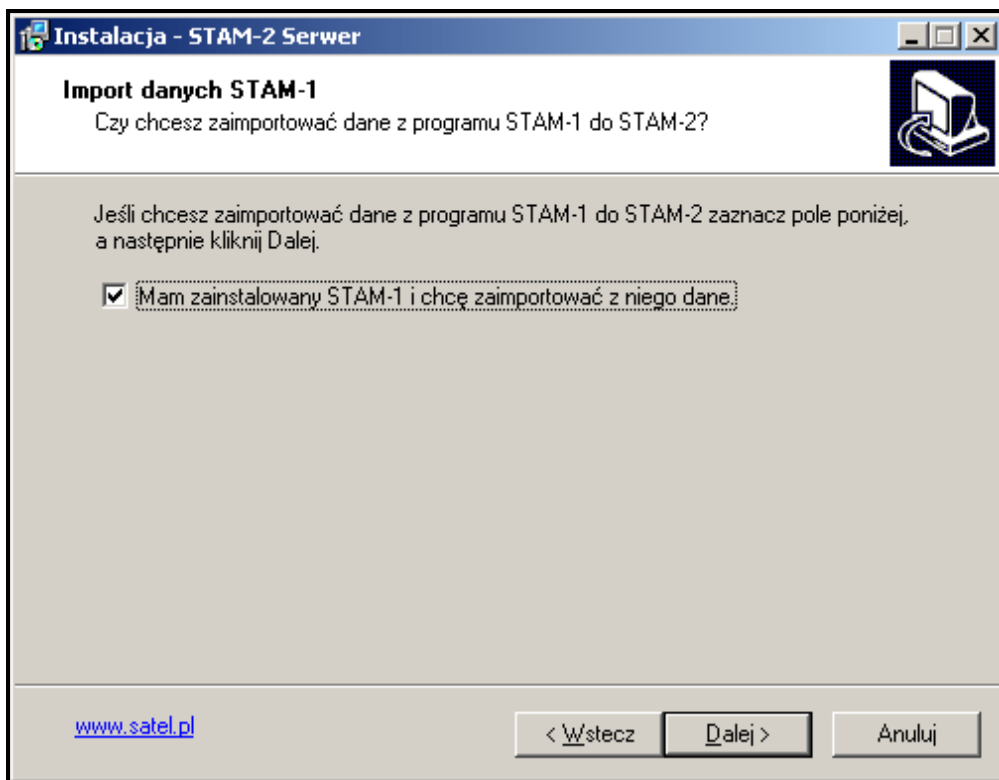 Instalacja - STAM-2 Serwer
Import danych STAM-1
Czy chcesz zaimportować dane z programu STAM-1 do STAM-2?
Jeśli chcesz zaimportować dane z programu STAM-1 do STAM-2 zaznacz pole poniżej,
a następnie kliknij Dalej.
Mam zainstalowany STAM-1 i chcę zaimportować z niego dane.
www.satel.pl
< Wstecz
Dalej >
Anuluj